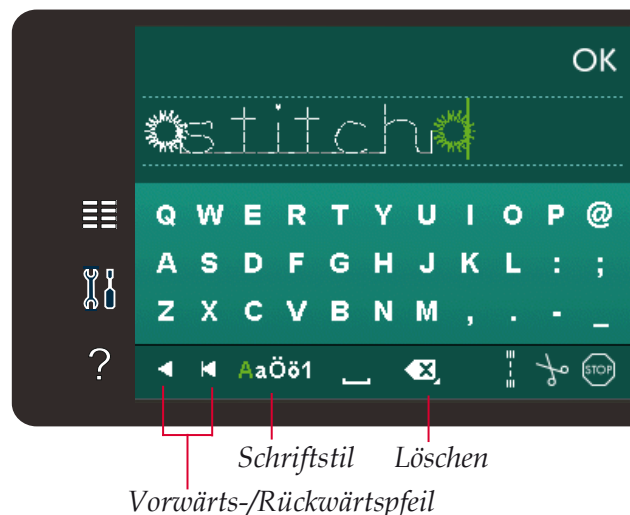 OK
stitch
Q W E R T Y U I O P @
A S D F G H J K L : ;
Z X C V B N M , . - _
? AaÖö1 STOP
Schriftstil Löschen
Vorwärts-/Rückwärtspfeil